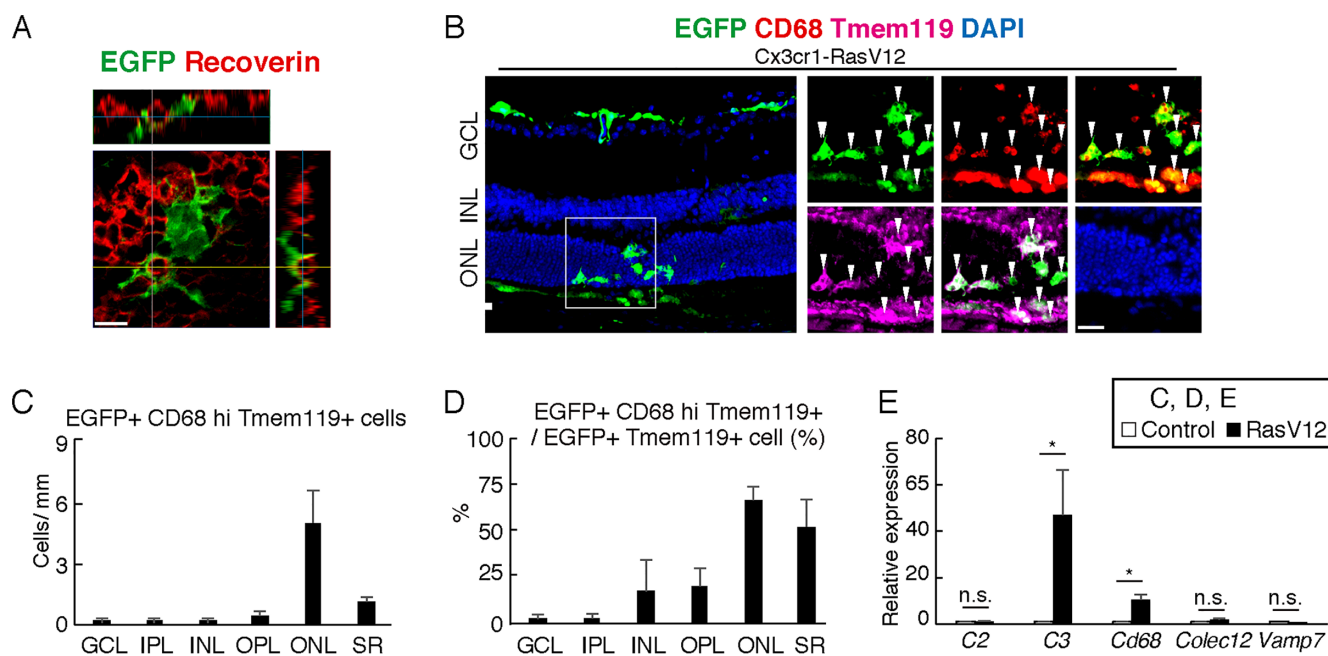 A
EGFP Recoverin
B
EGFP CD68 Tmem119 DAPI
Cx3cr1-RasV12
GCL
INL
ONL
C
EGFP+ CD68 hi Tmem119+ cells
Cells/ mm
9
6
3
0
GCL IPL INL OPL ONL SR
D
EGFP+ CD68 hi Tmem119+
/ EGFP+ Tmem119+ cell (%)
%
100
75
50
25
0
GCL IPL INL OPL ONL SR
E
C, D, E
Control RasV12
Relative expression
80
65
40
20
0
n.s. * * n.s. n.s.
C2 C3 Cd68 Colec12 Vamp7